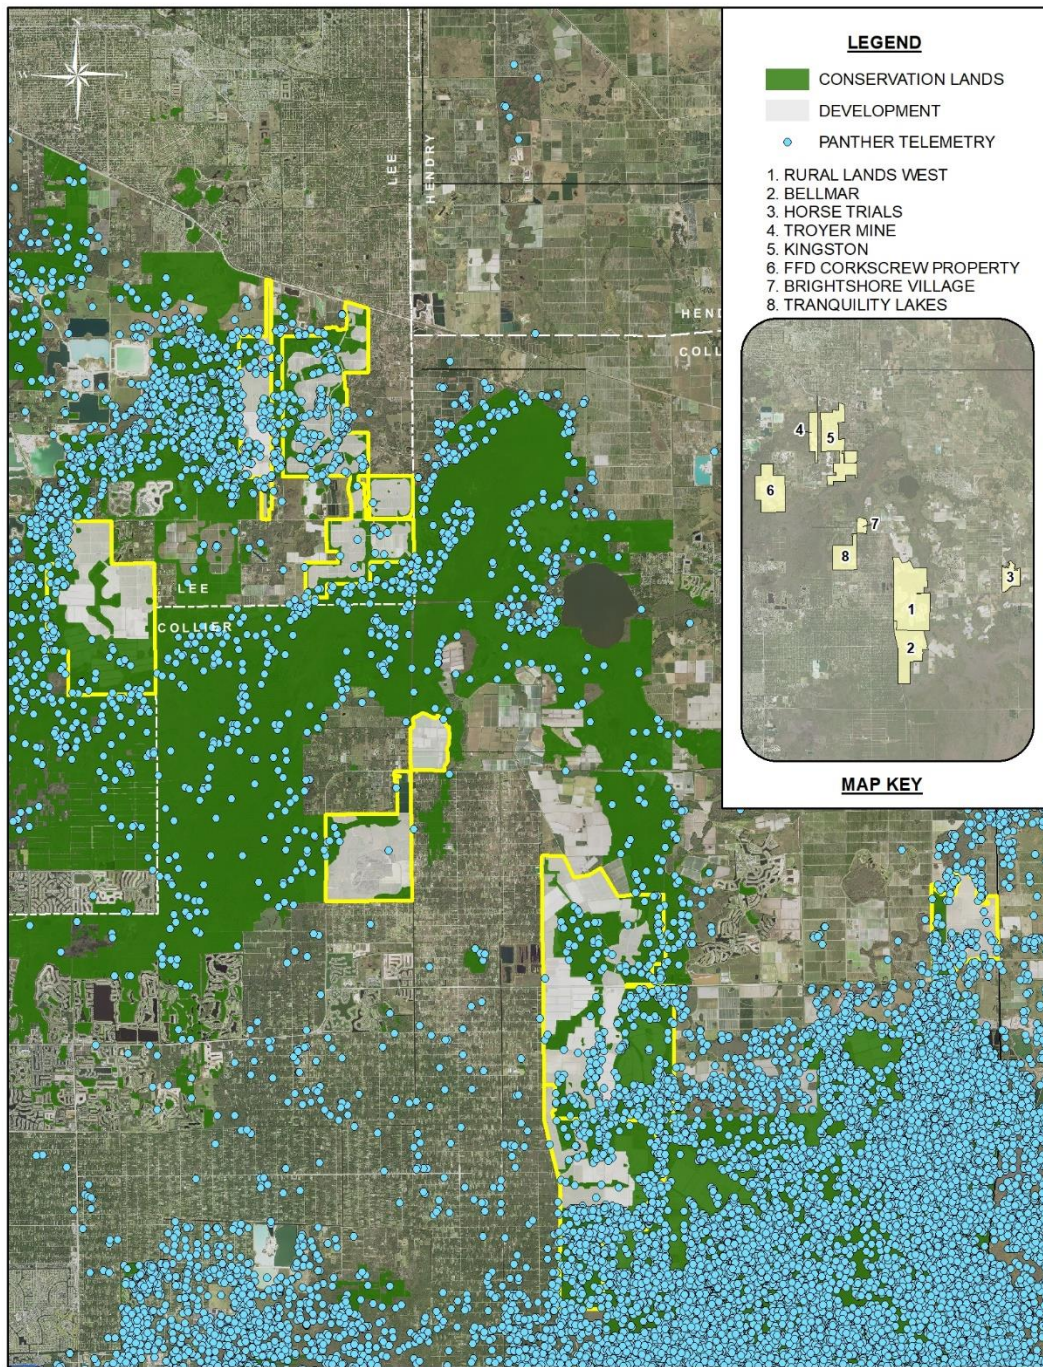 LEGEND
CONSERVATION LANDS
DEVELOPMENT
PANTHER TELEMETRY
1. RURAL LANDS WEST
2. BELLMAR
3. HORSE TRIALS
4. TROYER MINE
5. KINGSTON
6. FFD CORKSCREW PROPERTY
7. BRIGHTSHORE VILLAGE
8. TRANQUILITY LAKES
LEE
HENDRY
HEND
COLL
LEE
COLLIER
4
5
6
7
8
3
1
2
MAP KEY